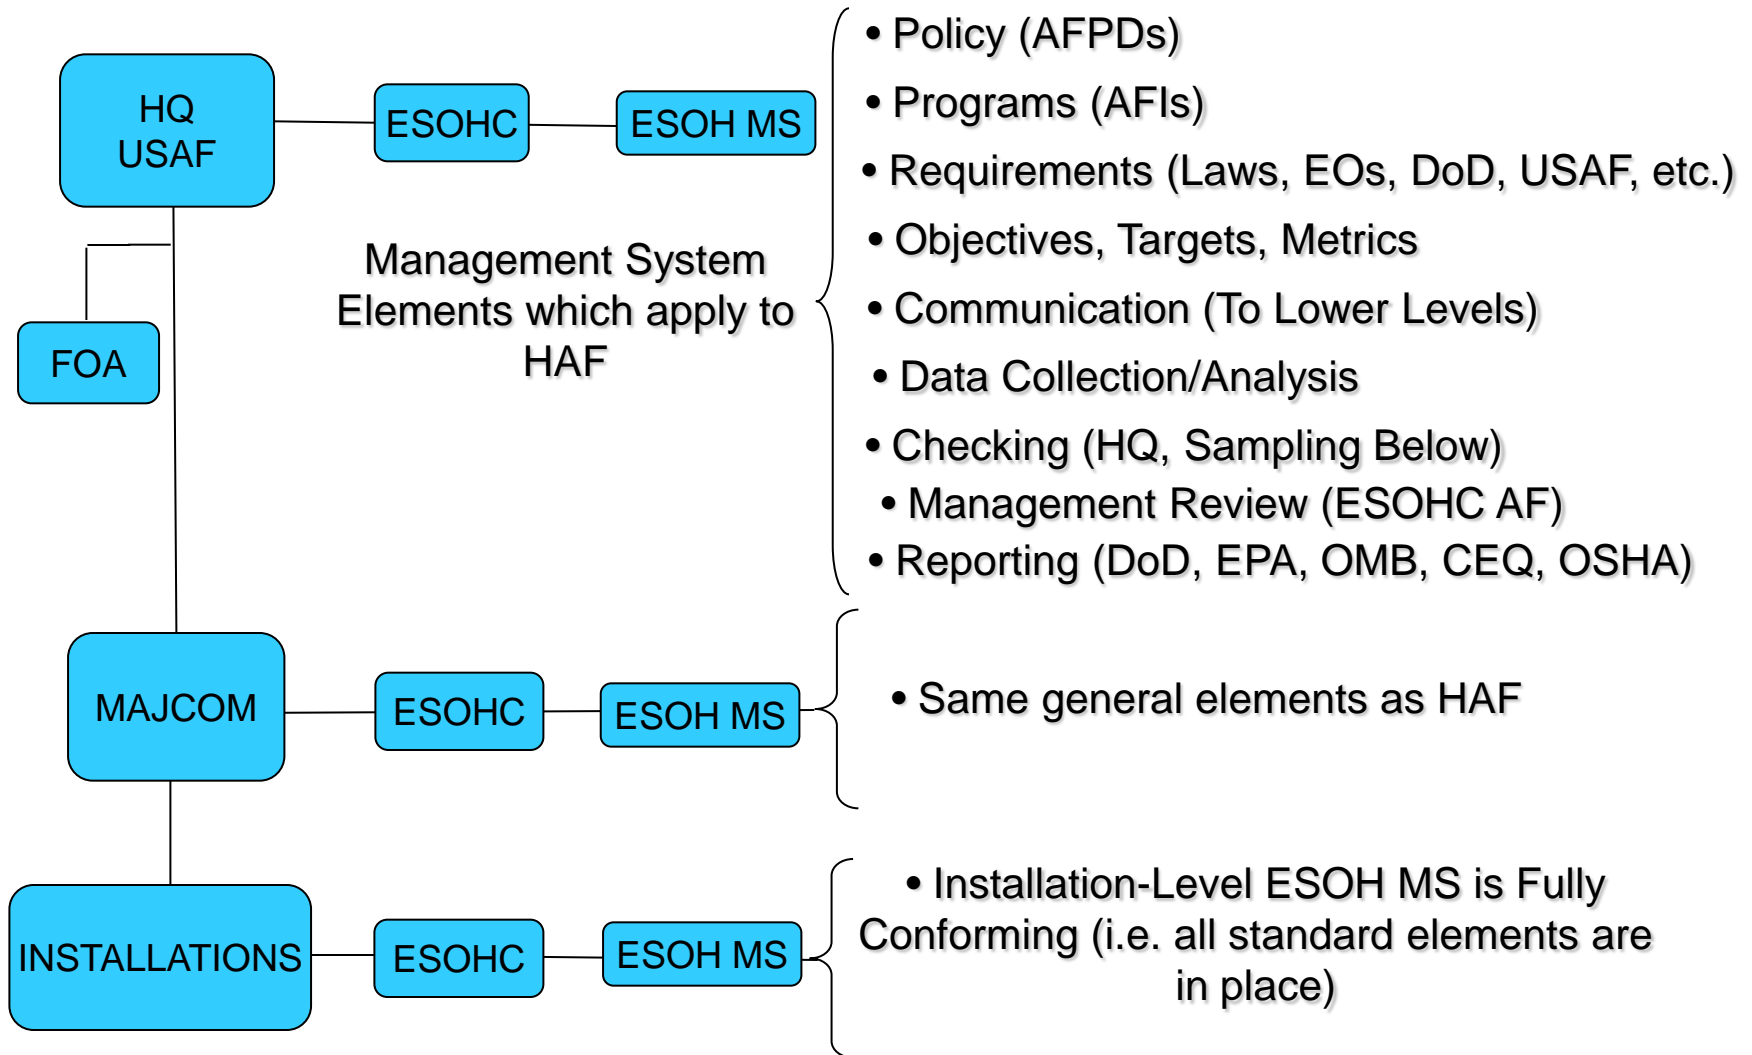 HQ
USAF
ESOHC
ESOH MS
FOA
Management System
Elements which apply to
HAF
• Policy (AFPDs)
• Programs (AFIs)
• Requirements (Laws, EOs, DoD, USAF, etc.)
• Objectives, Targets, Metrics
• Communication (To Lower Levels)
• Data Collection/Analysis
• Checking (HQ, Sampling Below)
• Management Review (ESOHC AF)
• Reporting (DoD, EPA, OMB, CEQ, OSHA)
MAJCOM
ESOHC
ESOH MS
• Same general elements as HAF
INSTALLATIONS
ESOHC
ESOH MS
• Installation-Level ESOH MS is Fully
Conforming (i.e. all standard elements are
in place)